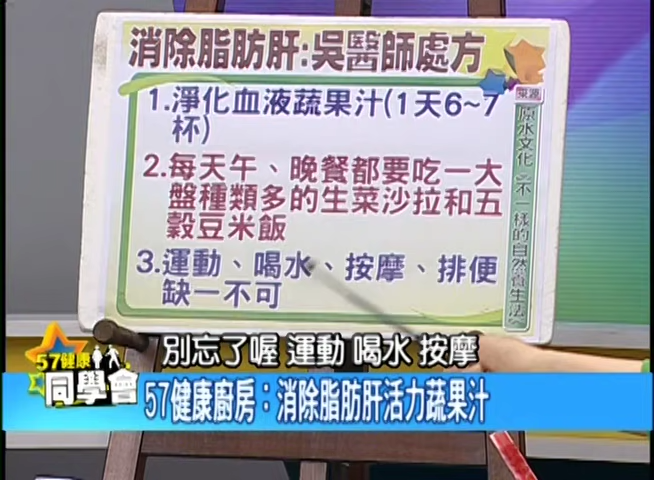 消除脂肪肝:吳醫師處方
1.淨化血液蔬果汁(1天6~7
杯)
2.每天午、晚餐都要吃一大
盤種類多的生菜沙拉和五
穀豆米飯
3.運動、喝水、按摩、排便
缺一不可
來源
原水文化《不一樣的自然養生法》
別忘了喔 運動 喝水 按摩
57健康
同學會
57健康廚房：消除脂肪肝活力蔬果汁